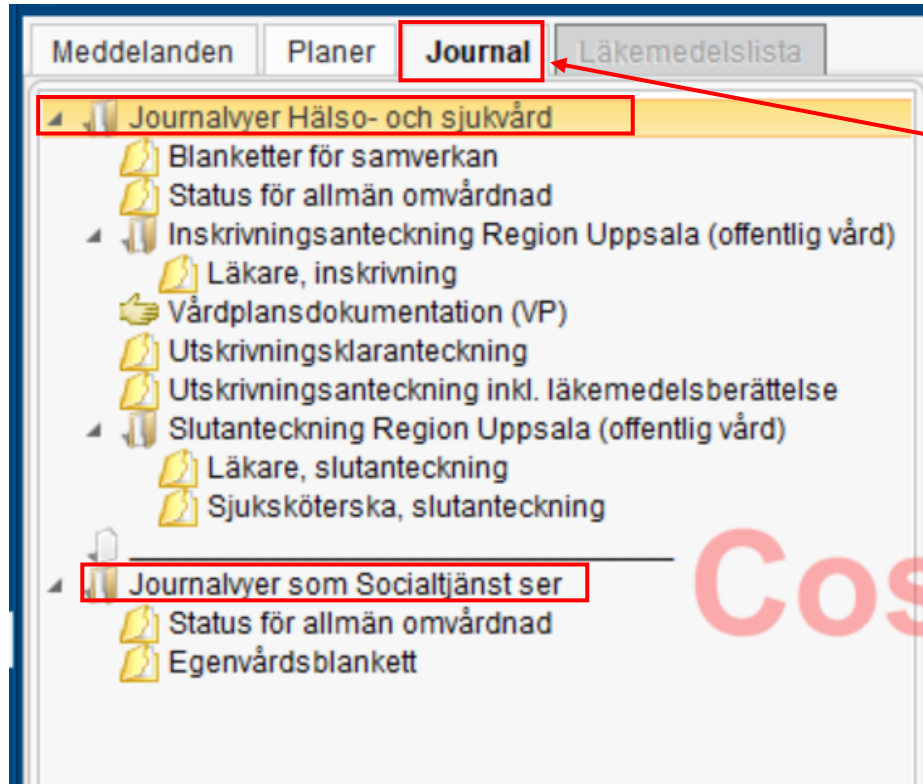 Meddelanden Planer Journal Läkemedelslista
Journalvyer Hälso- och sjukvård
Blanketter för samverkan
Status för allmän omvårdnad
Inskrivningsanteckning Region Uppsala (offentlig vård)
Läkare, inskrivning
Vårdplansdokumentation (VP)
Utskrivningsklaranteckning
Utskrivningsanteckning inkl. läkemedelsberättelse
Slutanteckning Region Uppsala (offentlig vård)
Läkare, slutanteckning
Sjuksköterska, slutanteckning
Cos
Journalvyer som Socialtjänst ser
Status för allmän omvårdnad
Egenvårdsblankett